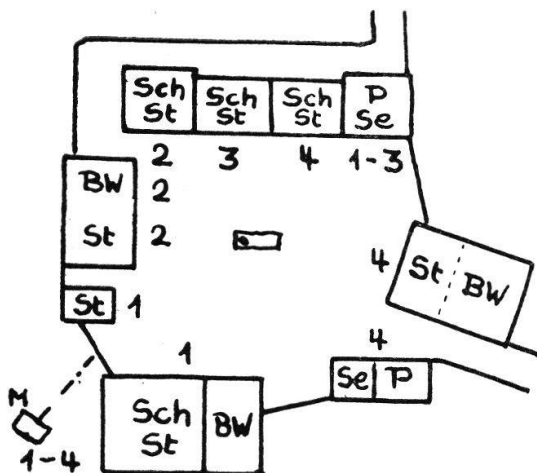 Sch Sch Sch P
St St St Se
2 3 4 1-3
BW 2
St 2
St 1
4 St BW
1
4
Se P
Sch BW
St
M
1-4